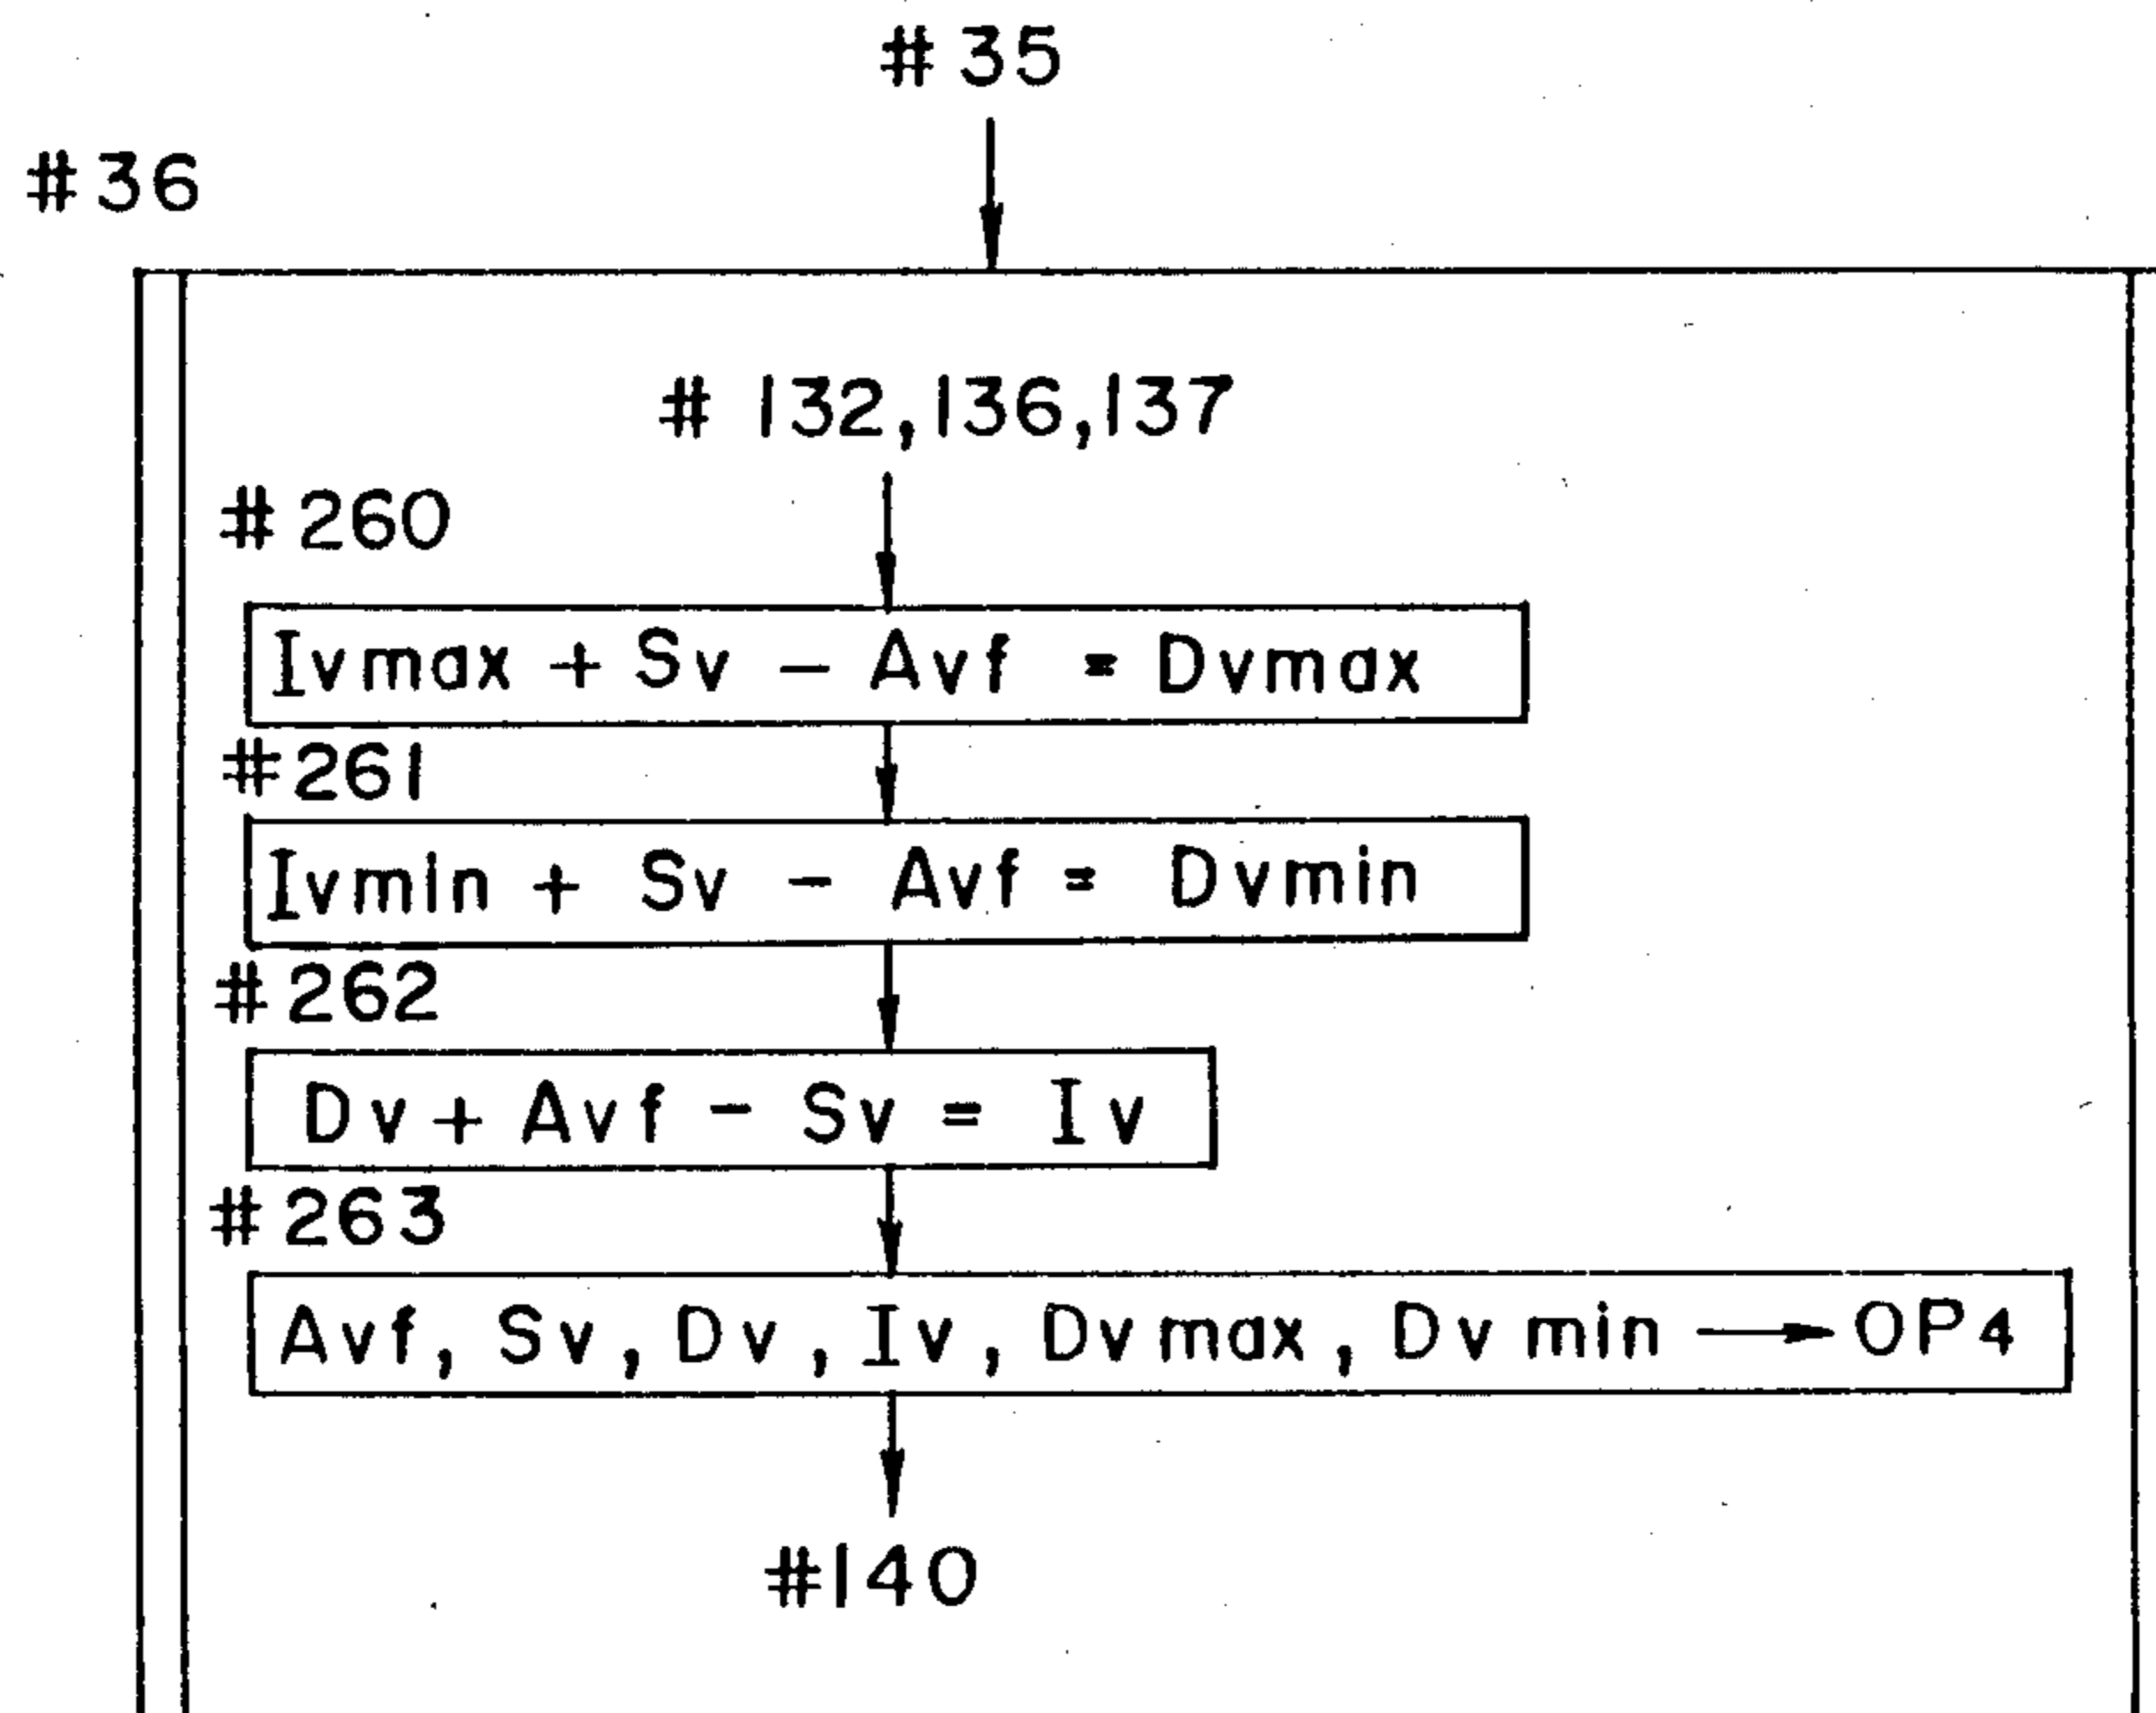 #35
#36
# 132,136,137
#260
Ivmax + Sv - Avf = Dvmax
#261
Ivmin + Sv - Avf = Dvmin
#262
Dv + Avf - Sv = Iv
#263
Avf, Sv, Dv, Iv, Dvmax, Dvmin → OP4
#140